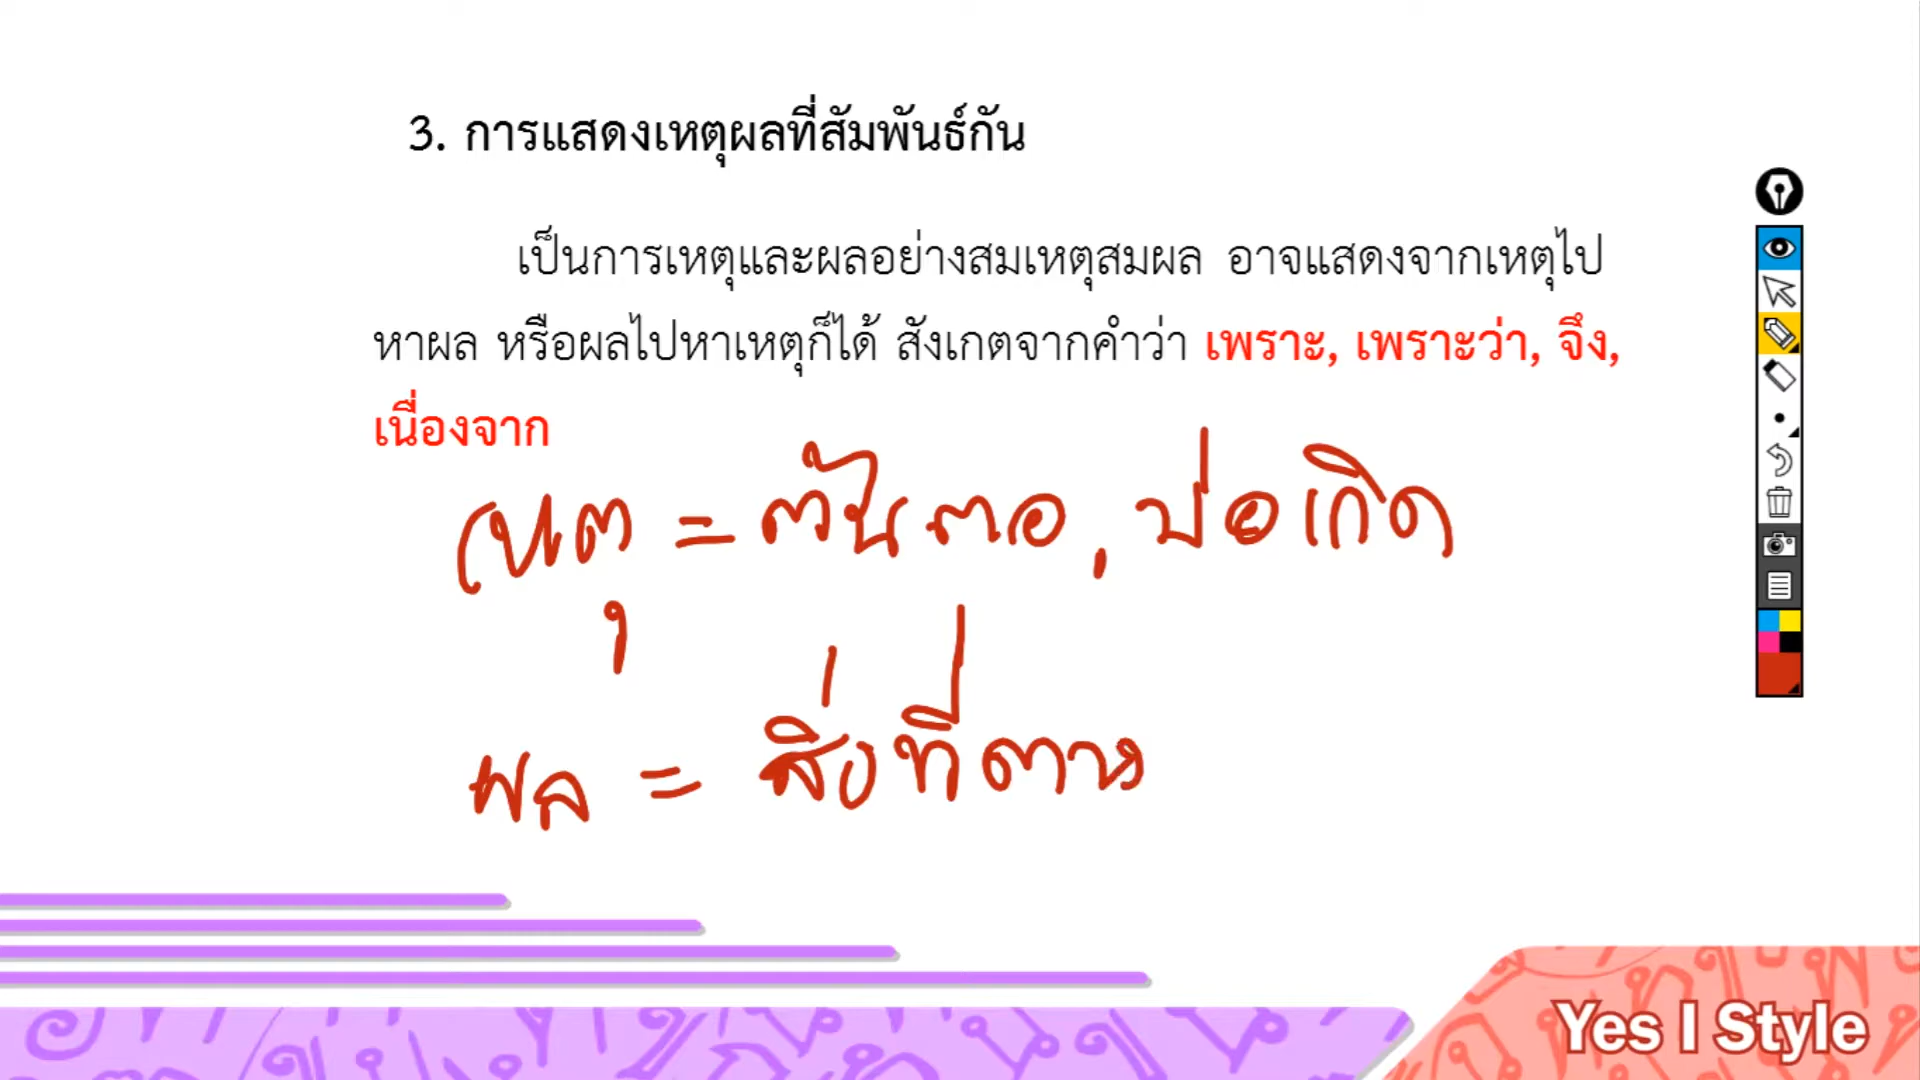 3. การแสดงเหตุผลที่สัมพันธ์กัน
เป็นการเหตุและผลอย่างสมเหตุสมผล อาจแสดงจากเหตุไป
หาผล หรือผลไปหาเหตุก็ได้ สังเกตจากคำว่า เพราะ, เพราะว่า, จึง,
เนื่องจาก
เหตุ = ต้นตอ, บ่อเกิด
ผล = สิ่งที่ตาม
Yes I Style